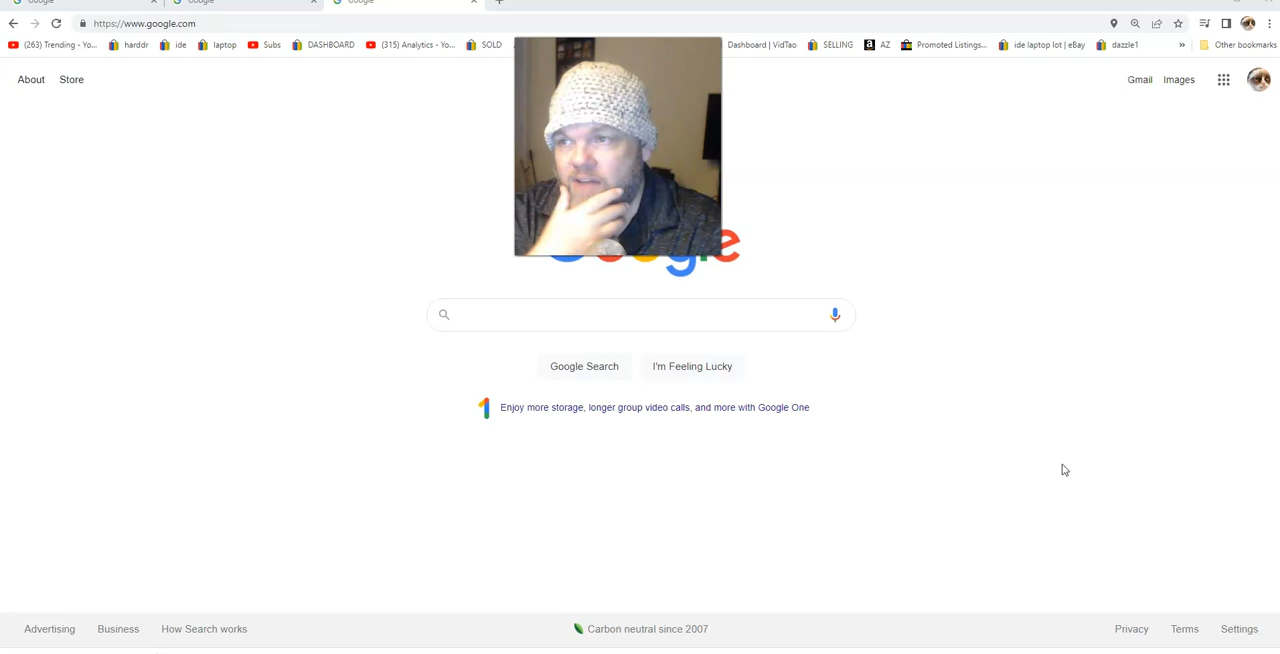 Google Google Google
https://www.google.com
(263) Trending - Yo... harddr ide laptop Subs DASHBOARD (315) Analytics - Yo... SOLD Dashboard | VidTao SELLING AZ Promoted Listings... ide laptop lot | eBay dazzle1 » Other bookmarks
About Store Gmail Images
Google Search I'm Feeling Lucky
Enjoy more storage, longer group video calls, and more with Google One
Advertising Business How Search works Carbon neutral since 2007 Privacy Terms Settings